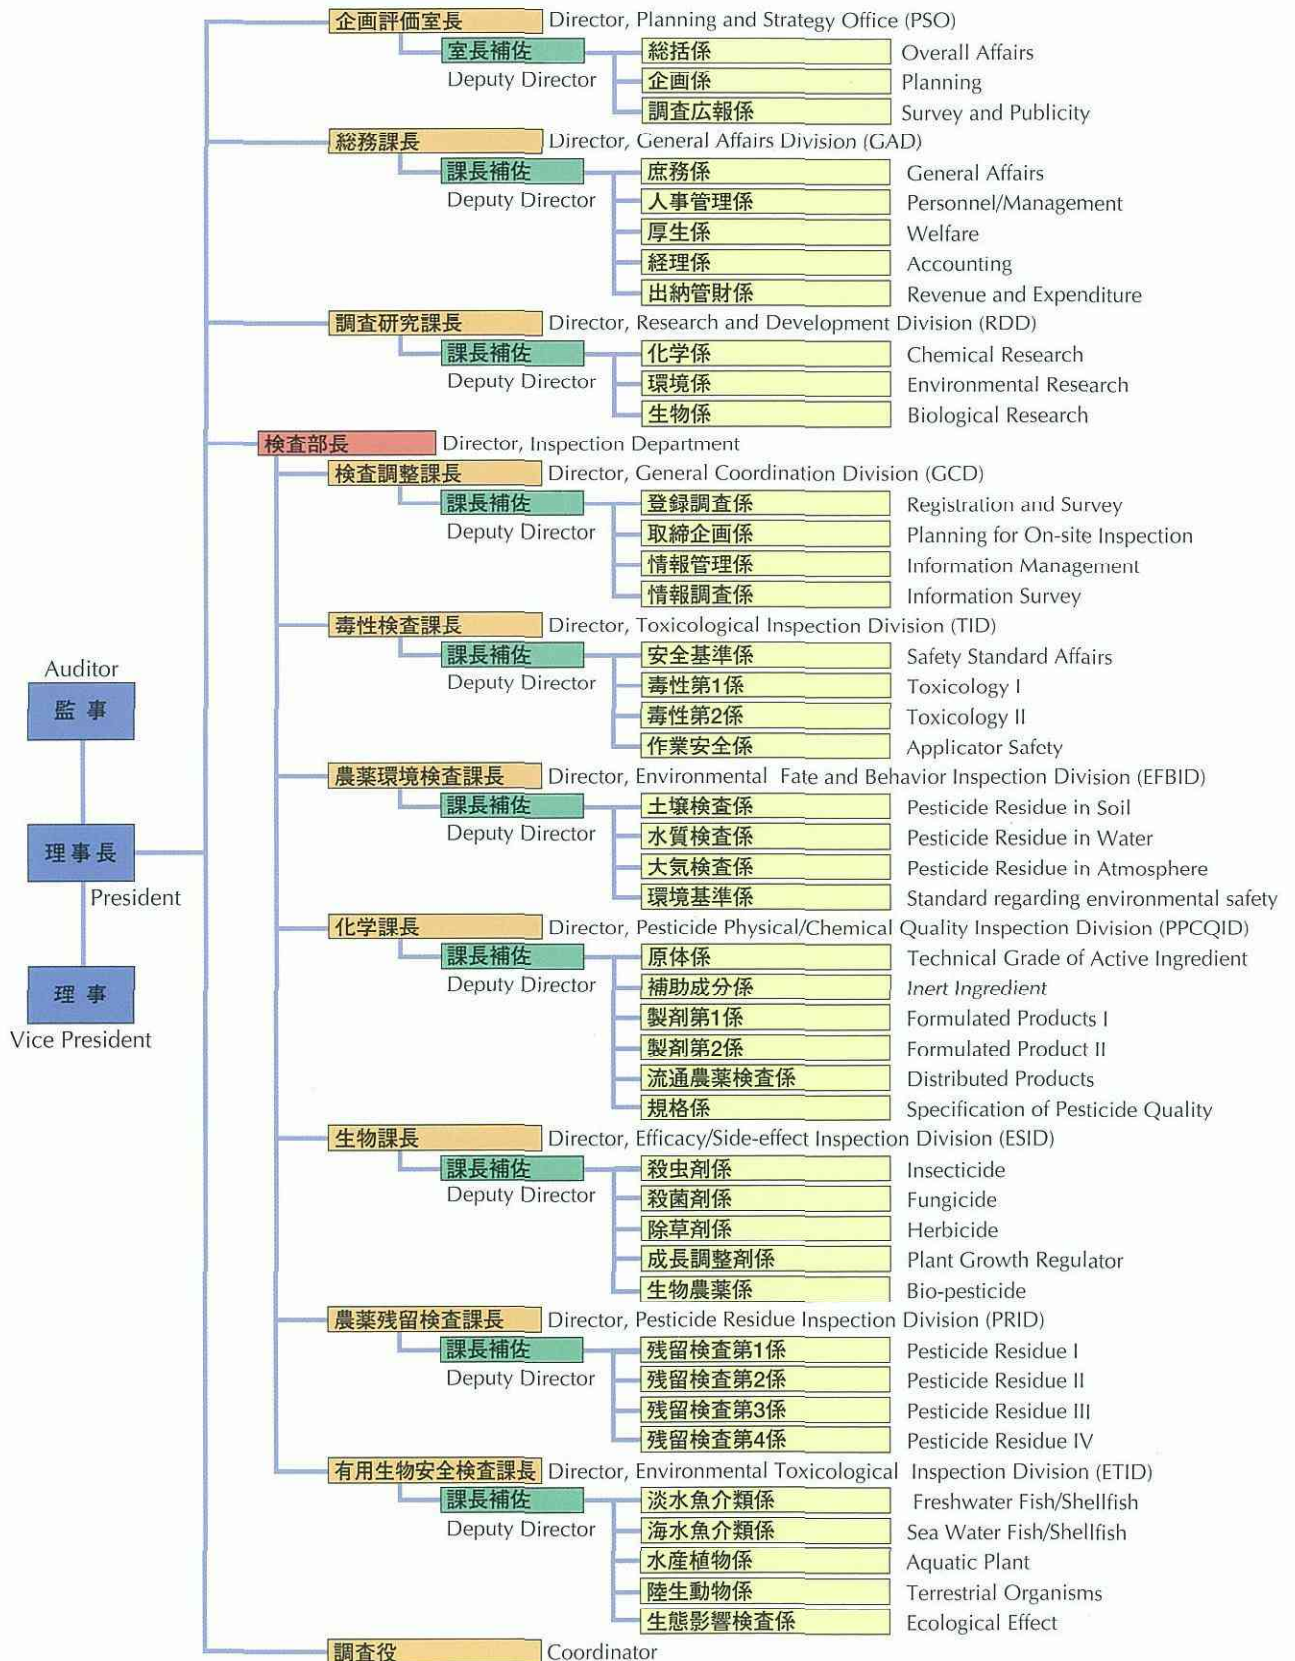 企画評価室長 Director, Planning and Strategy Office (PSO)
室長補佐 総括係 Overall Affairs
Deputy Director 企画係 Planning
調査広報係 Survey and Publicity
総務課長 Director, General Affairs Division (GAD)
課長補佐 庶務係 General Affairs
Deputy Director 人事管理係 Personnel/Management
厚生係 Welfare
経理係 Accounting
出納管財係 Revenue and Expenditure
調査研究課長 Director, Research and Development Division (RDD)
課長補佐 化学係 Chemical Research
Deputy Director 環境係 Environmental Research
生物係 Biological Research
検査部長 Director, Inspection Department
検査調整課長 Director, General Coordination Division (GCD)
課長補佐 登録調査係 Registration and Survey
Deputy Director 取締企画係 Planning for On-site Inspection
情報管理係 Information Management
情報調査係 Information Survey
毒性検査課長 Director, Toxicological Inspection Division (TID)
課長補佐 安全基準係 Safety Standard Affairs
Deputy Director 毒性第1係 Toxicology I
毒性第2係 Toxicology II
作業安全係 Applicator Safety
Auditor
監事
理事長
President
理事
Vice President
農薬環境検査課長 Director, Environmental Fate and Behavior Inspection Division (EFBID)
課長補佐 土壌検査係 Pesticide Residue in Soil
Deputy Director 水質検査係 Pesticide Residue in Water
大気検査係 Pesticide Residue in Atmosphere
環境基準係 Standard regarding environmental safety
化学課長 Director, Pesticide Physical/Chemical Quality Inspection Division (PPCQID)
課長補佐 原体係 Technical Grade of Active Ingredient
Deputy Director 補助成分係 Inert Ingredient
製剤第1係 Formulated Products I
製剤第2係 Formulated Product II
流通農薬検査係 Distributed Products
規格係 Specification of Pesticide Quality
生物課長 Director, Efficacy/Side-effect Inspection Division (ESID)
課長補佐 殺虫剤係 Insecticide
Deputy Director 殺菌剤係 Fungicide
除草剤係 Herbicide
成長調整剤係 Plant Growth Regulator
生物農薬係 Bio-pesticide
農薬残留検査課長 Director, Pesticide Residue Inspection Division (PRID)
課長補佐 残留検査第1係 Pesticide Residue I
Deputy Director 残留検査第2係 Pesticide Residue II
残留検査第3係 Pesticide Residue III
残留検査第4係 Pesticide Residue IV
有用生物安全検査課長 Director, Environmental Toxicological Inspection Division (ETID)
課長補佐 淡水魚介類係 Freshwater Fish/Shellfish
Deputy Director 海水魚介類係 Sea Water Fish/Shellfish
水産植物係 Aquatic Plant
陸生動物係 Terrestrial Organisms
生態影響検査係 Ecological Effect
調査役 Coordinator